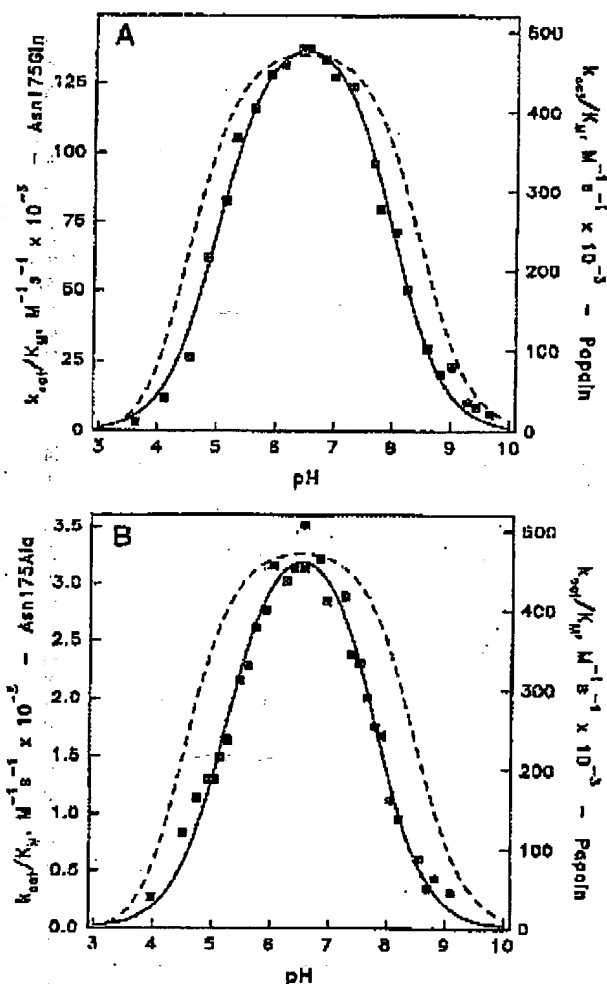 A
135
100
75
50
25
0
500
400
300
200
100
0
3 4 5 6 7 8 9 10
pH
kcat/KM, M-1s-1 x 10-3 - Asn175Gln
kcat/KM, M-1s-1 x 10-3 - Papain
B
3.5
3.0
2.5
2.0
1.5
1.0
0.5
0.0
500
400
300
200
100
0
3 4 5 6 7 8 9 10
pH
kcat/KM, M-1s-1 x 10-3 - Asn175Ala
kcat/KM, M-1s-1 x 10-3 - Papain